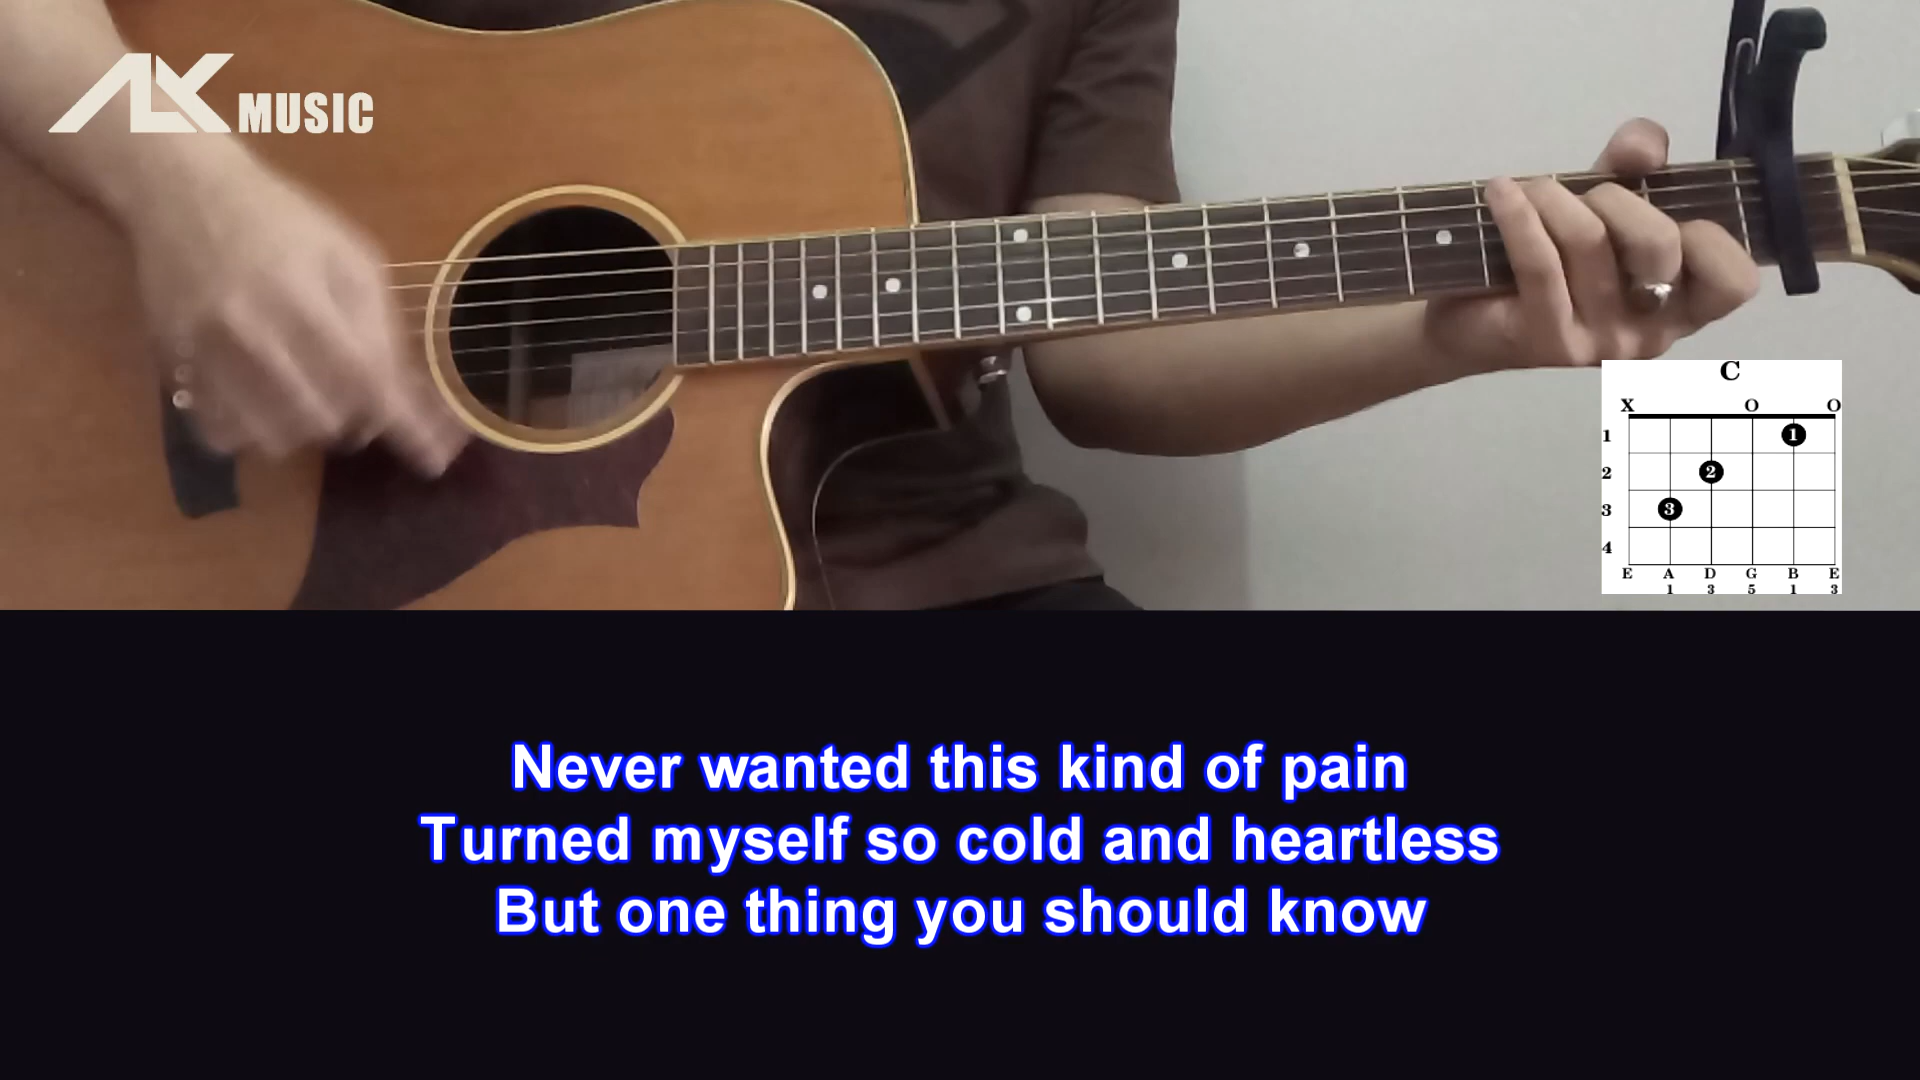 ALK MUSIC
C
X O O
1 1
2 2
3 3
4
E A D G B E
1 3 5 1 3
Never wanted this kind of pain
Turned myself so cold and heartless
But one thing you should know